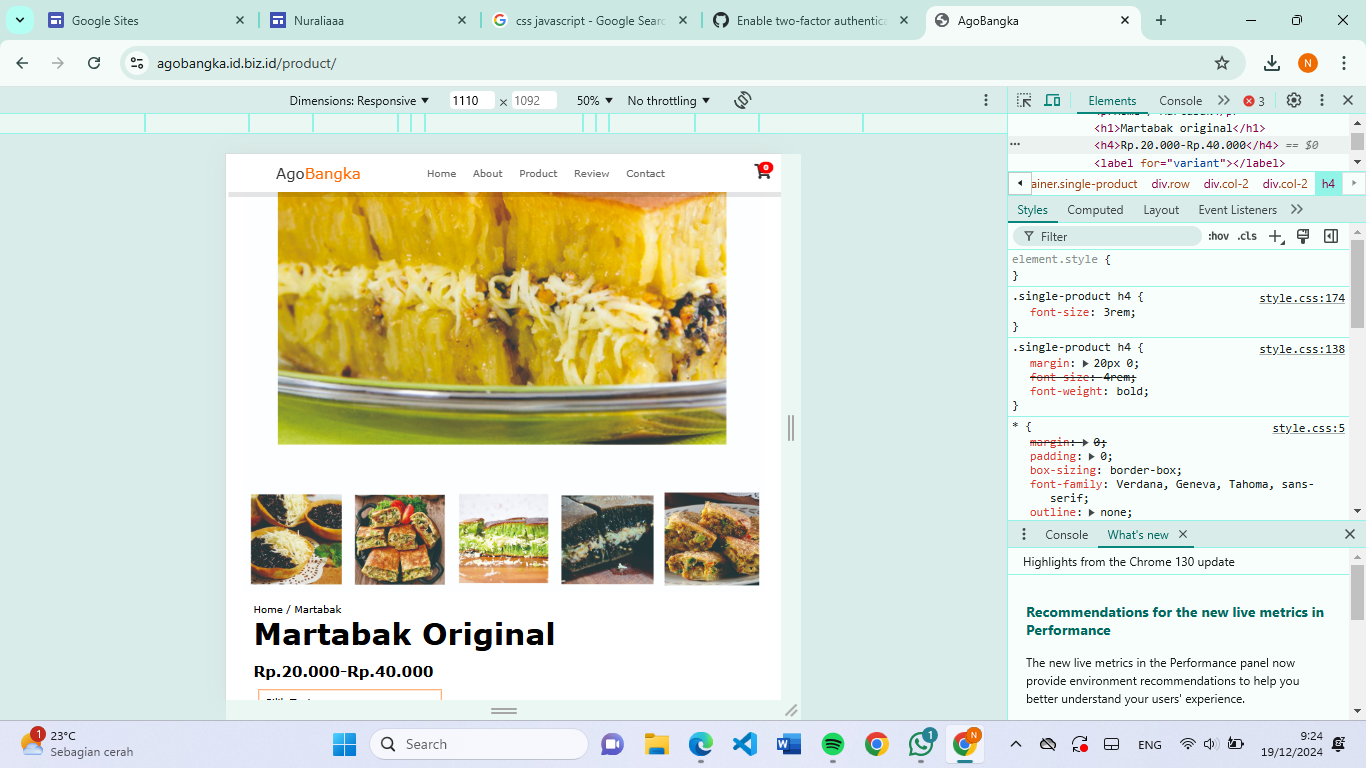 Google Sites
Nuraliaaa
css javascript - Google Searc
Enable two-factor authentica
AgoBangka
agobangka.id.biz.id/product/
N
Dimensions: Responsive
1110 × 1092
50%
No throttling
Elements
Console
3
<h1>Martabak original</h1>
<h4>Rp.20.000-Rp.40.000</h4> == $0
<label for="variant"></label>
ainer.single-product
div.row
div.col-2
div.col-2
h4
Styles
Computed
Layout
Event Listeners
Filter
:hov
.cls
element.style {
}
.single-product h4 {
style.css:174
font-size: 3rem;
}
.single-product h4 {
style.css:138
margin: 20px 0;
font-size: 4rem;
font-weight: bold;
}
* {
style.css:5
margin: 0;
padding: 0;
box-sizing: border-box;
font-family: Verdana, Geneva, Tahoma, sans-
serif;
outline: none;
Console
What's new
Highlights from the Chrome 130 update
Recommendations for the new live metrics in
Performance
The new live metrics in the Performance panel now
provide environment recommendations to help you
better understand your users' experience.
AgoBangka
Home
About
Product
Review
Contact
0
Home / Martabak
Martabak Original
Rp.20.000-Rp.40.000
1
23°C
Sebagian cerah
Search
1
N
ENG
9:24
19/12/2024